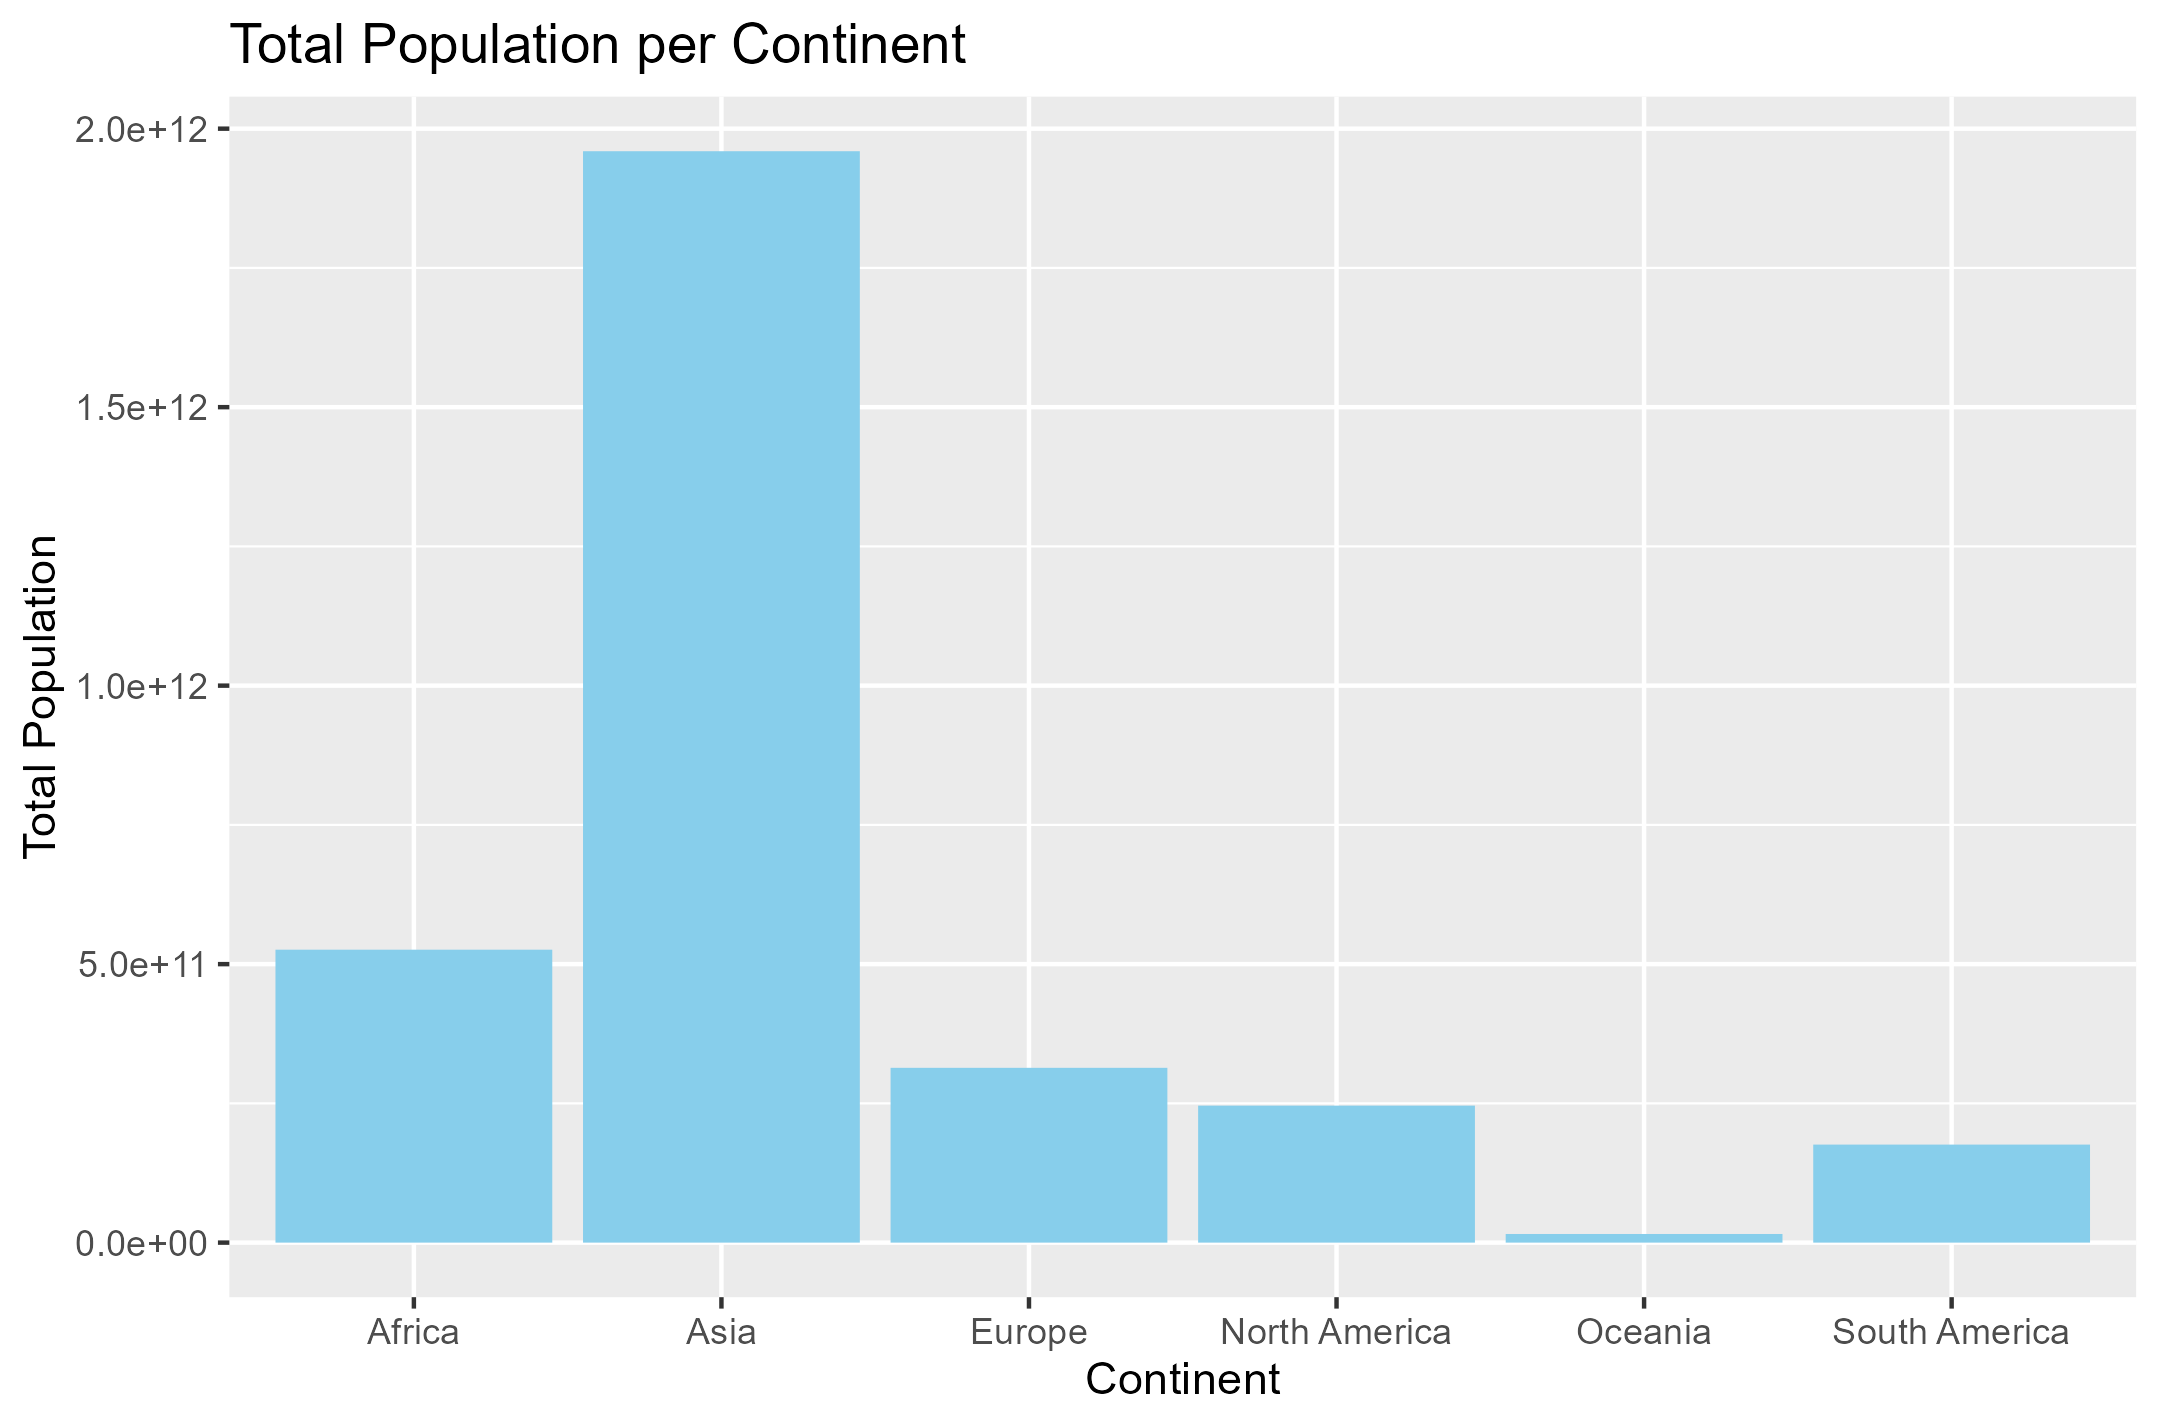 Total Population per Continent
2.0e+12
1.5e+12
1.0e+12
5.0e+11
0.0e+00
Total Population
Africa Asia Europe North America Oceania South America
Continent